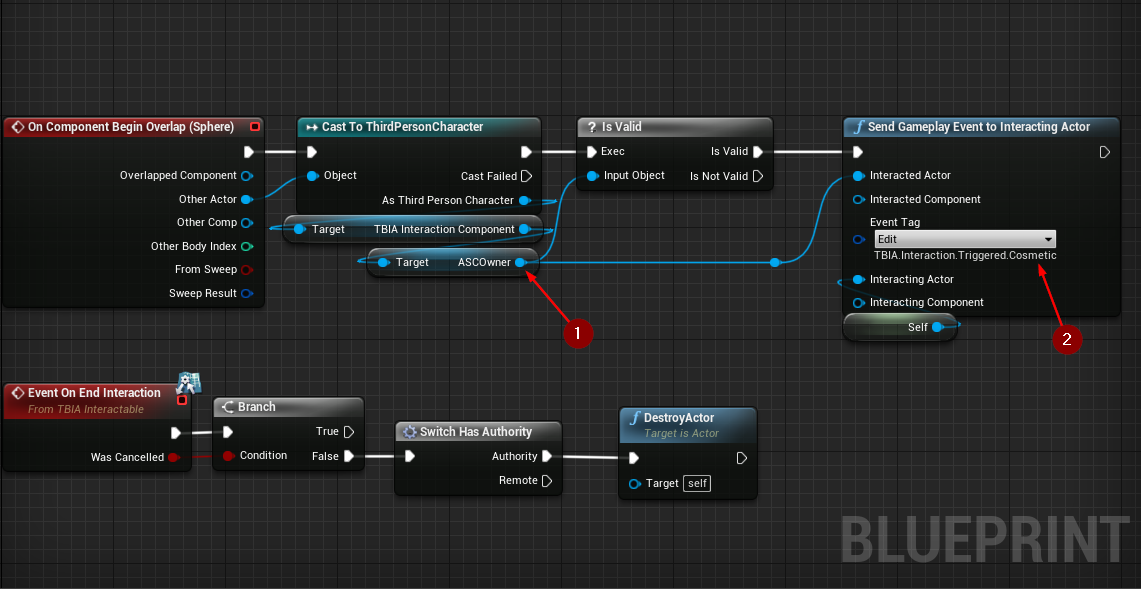 On Component Begin Overlap (Sphere)
Overlapped Component
Other Actor
Other Comp
Other Body Index
From Sweep
Sweep Result
Cast To ThirdPersonCharacter
Object
Cast Failed
As Third Person Character
Target TBIA Interaction Component
Target ASCOwner
? Is Valid
Exec Is Valid
Input Object Is Not Valid
f Send Gameplay Event to Interacting Actor
Interacted Actor
Interacted Component
Event Tag
Edit
TBIA.Interaction.Triggered.Cosmetic
Interacting Actor
Interacting Component
Self
1
2
Event On End Interaction
From TBIA Interactable
Was Cancelled
Branch
True
Condition False
Switch Has Authority
Authority
Remote
f DestroyActor
Target is Actor
Target self
BLUEPRINT